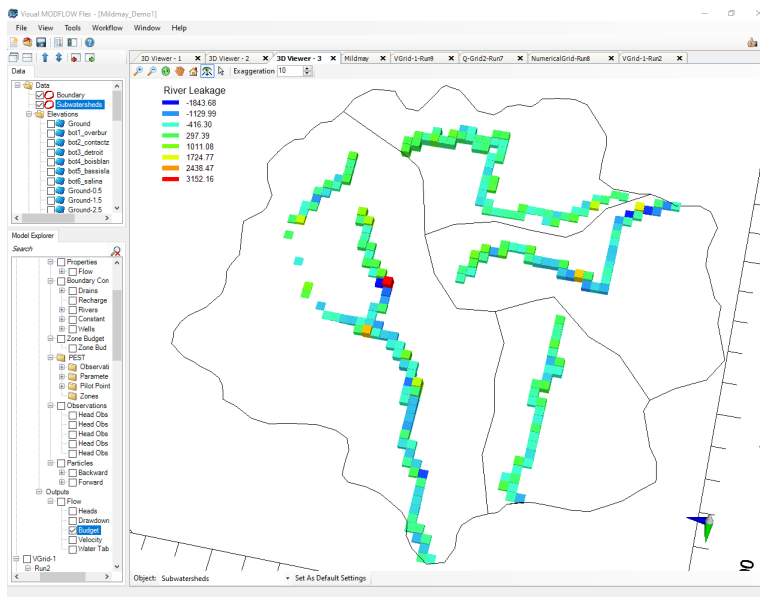 Visual MODFLOW Flex - [Mildmay_Demo1]
File View Tools Workflow Window Help
3D Viewer - 1 3D Viewer - 2 3D Viewer - 3 Mildmay VGrid-1-Run9 Q-Grid2-Run7 NumericalGrid-Run8 VGrid-1-Run2
Exaggeration 10
Data
Data
Boundary
Subwatersheds
Elevations
Ground
bot1_overbur
bot2_contactz
bot3_detroit
bot4_boisblan
bot5_bassisla
bot6_salina
Ground-0.5
Ground-1.5
Ground-2.5
Model Explorer
Search
Properties
Flow
Boundary Con
Drains
Recharge
Rivers
Constant
Wells
Zone Budget
Zone Bud
PEST
Observati
Paramete
Pilot Point
Zones
Observations
Head Obs
Head Obs
Head Obs
Head Obs
Head Obs
Particles
Backward
Forward
Outputs
Flow
Heads
Drawdown
Budget
Velocity
Water Tab
VGrid-1
Run2
River Leakage
-1843.68
-1129.99
-416.30
297.39
1011.08
1724.77
2438.47
3152.16
Object: Subwatersheds Set As Default Settings